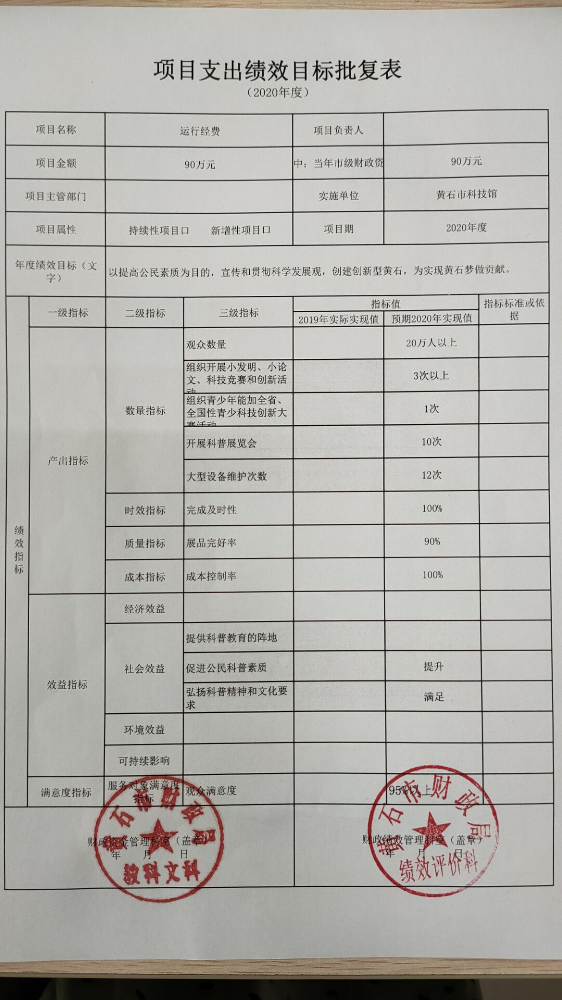 项目支出绩效目标批复表
（2020年度）
项目名称 运行经费 项目负责人
项目金额 90万元 中：当年市级财政资 90万元
项目主管部门 实施单位 黄石市科技馆
项目属性 持续性项目口 新增性项目口 项目期 2020年度
年度绩效目标（文
字）
以提高公民素质为目的，宣传和贯彻科学发展观，创建创新型黄石，为实现黄石梦做贡献。
绩效指标
一级指标 二级指标 三级指标 指标值 指标标准或依
据
2019年实际实现值 预期2020年实现值
产出指标
数量指标
观众数量 20万人以上
组织开展小发明、小论
文、科技竞赛和创新活
动
3次以上
组织青少年能加全省、
全国性青少科技创新大
赛活动
1次
开展科普展览会 10次
大型设备维护次数 12次
时效指标 完成及时性 100%
质量指标 展品完好率 90%
成本指标 成本控制率 100%
效益指标
经济效益
社会效益
提供科普教育的阵地
促进公民科普素质 提升
弘扬科普精神和文化要
求
满足
环境效益
可持续影响
满意度指标
服务对象满意度
指标
观众满意度 95%以上
财政资金管理科室（盖章）
年 月 日
黄石市财政局
教科文科
财政绩效管理科室（盖章）
年 月 日
黄石市财政局
绩效评价科